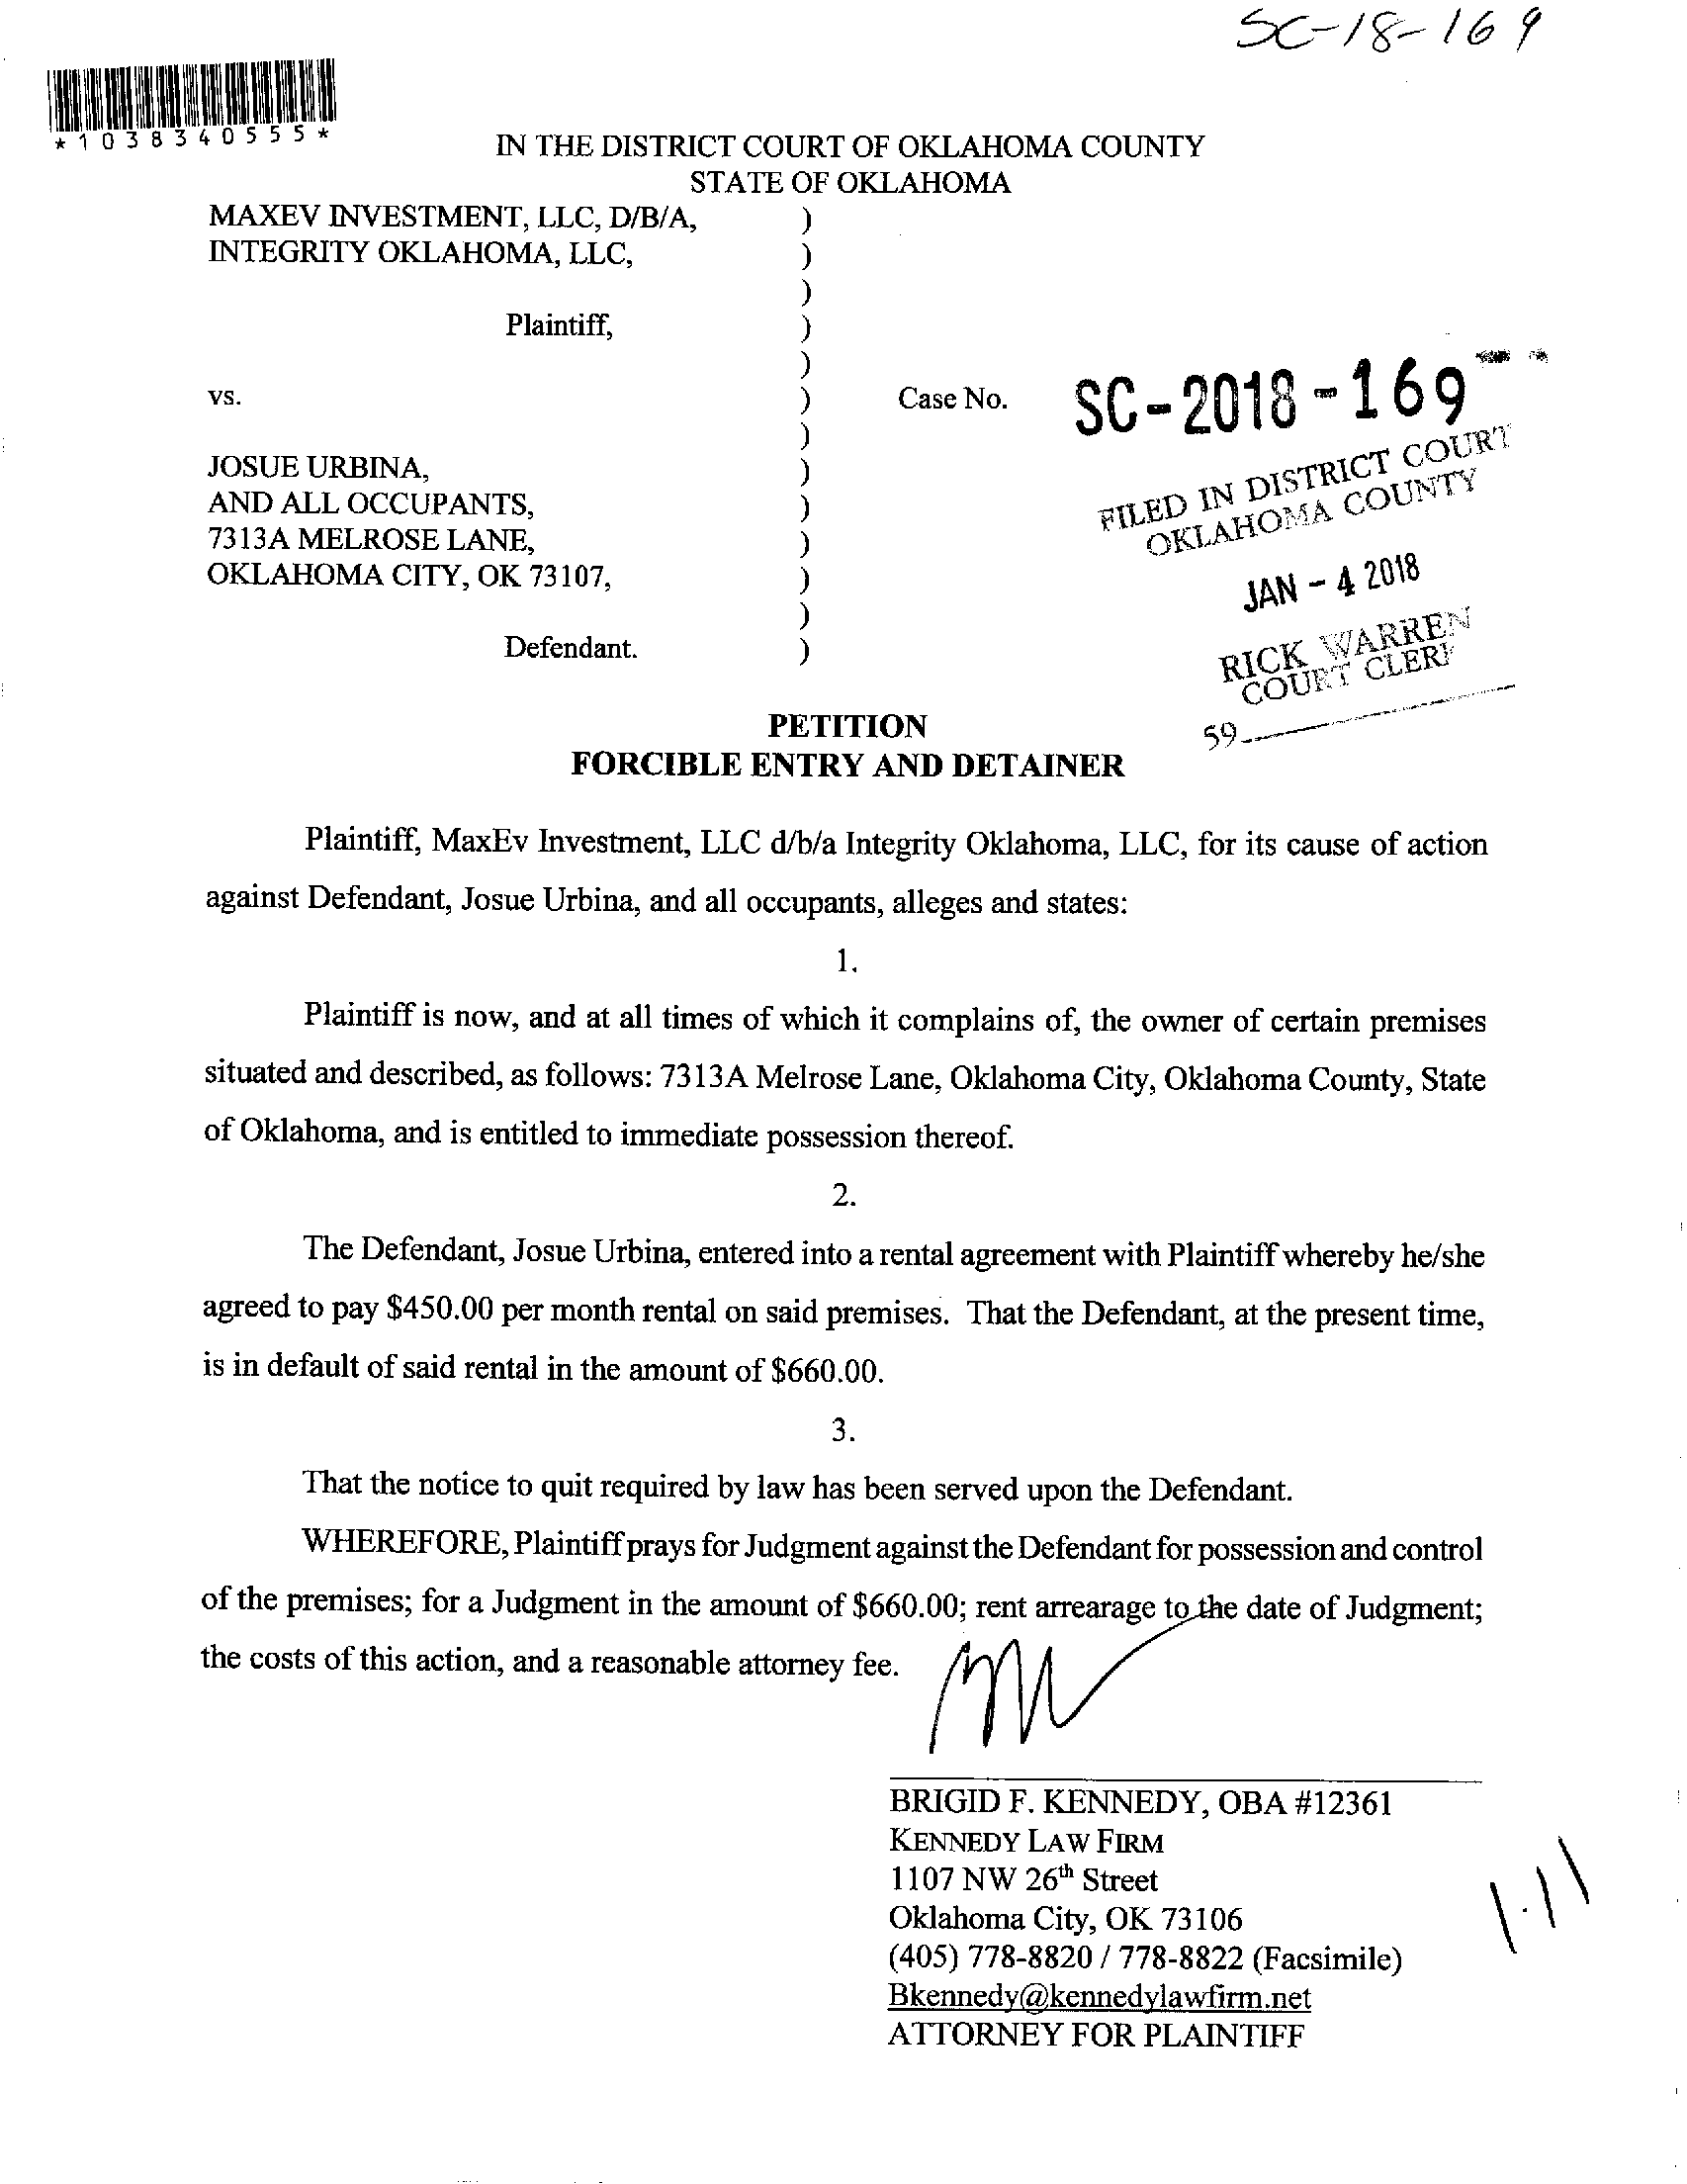 SC-18-169
*1038340555*
IN THE DISTRICT COURT OF OKLAHOMA COUNTY
STATE OF OKLAHOMA
MAXEV INVESTMENT, LLC, D/B/A, )
INTEGRITY OKLAHOMA, LLC, )
)
Plaintiff, )
)
vs. ) Case No. SC-2018-169
)
JOSUE URBINA, )
AND ALL OCCUPANTS, )
7313A MELROSE LANE, )
OKLAHOMA CITY, OK 73107, )
)
Defendant. )
FILED IN DISTRICT COURT
OKLAHOMA COUNTY
JAN - 4 2018
RICK WARREN
COURT CLERK
59
PETITION
FORCIBLE ENTRY AND DETAINER
Plaintiff, MaxEv Investment, LLC d/b/a Integrity Oklahoma, LLC, for its cause of action
against Defendant, Josue Urbina, and all occupants, alleges and states:
1.
Plaintiff is now, and at all times of which it complains of, the owner of certain premises
situated and described, as follows: 7313A Melrose Lane, Oklahoma City, Oklahoma County, State
of Oklahoma, and is entitled to immediate possession thereof.
2.
The Defendant, Josue Urbina, entered into a rental agreement with Plaintiff whereby he/she
agreed to pay $450.00 per month rental on said premises. That the Defendant, at the present time,
is in default of said rental in the amount of $660.00.
3.
That the notice to quit required by law has been served upon the Defendant.
WHEREFORE, Plaintiff prays for Judgment against the Defendant for possession and control
of the premises; for a Judgment in the amount of $660.00; rent arrearage to the date of Judgment;
the costs of this action, and a reasonable attorney fee.
BRIGID F. KENNEDY, OBA #12361
KENNEDY LAW FIRM
1107 NW 26th Street
Oklahoma City, OK 73106
(405) 778-8820 / 778-8822 (Facsimile)
Bkennedy@kennedylawfirm.net
ATTORNEY FOR PLAINTIFF
1.11